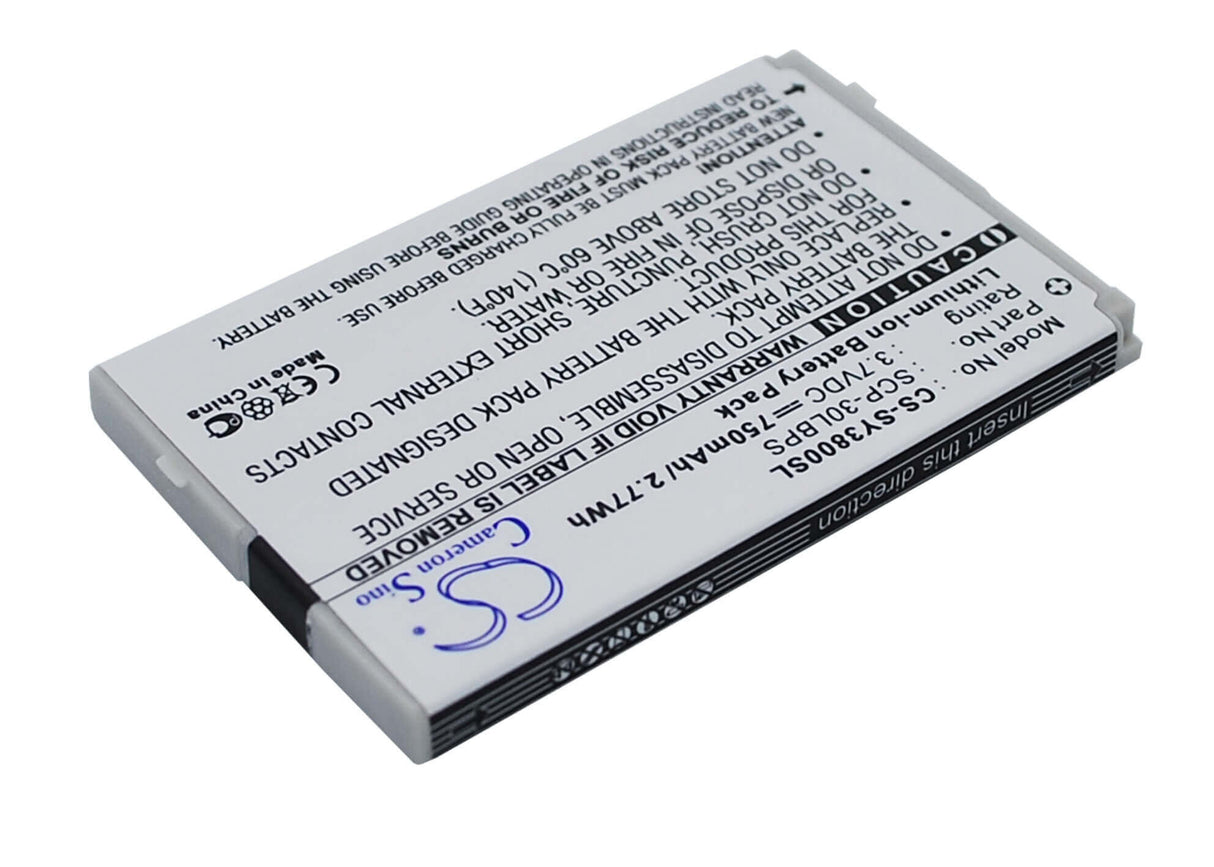 CS
Cameron Sino
®
Model No. : CS-SY3800SL
Part No. : SCP-30LBPS
Rating : 3.7VDC 750mAh/ 2.77Wh
Lithium-Ion Battery Pack
CAUTION WARRANTY VOID IF LABEL IS REMOVED
• DO NOT ATTEMPT TO DISASSEMBLE, OPEN OR SERVICE
THE BATTERY PACK.
• REPLACE ONLY WITH THE BATTERY PACK DESIGNATED
FOR THIS PRODUCT.
• DO NOT CRUSH, PUNCTURE, SHORT EXTERNAL CONTACTS
OR DISPOSE OF IN FIRE OR WATER.
• DO NOT STORE ABOVE 60°C (140°F).
ATTENTION!
NEW BATTERY PACK MUST BE FULLY CHARGED BEFORE USE.
TO REDUCE RISK OF FIRE OR BURNS
READ INSTRUCTIONS IN OPERATING GUIDE BEFORE USING THE BATTERY.
CE
Made in China
Insert this direction